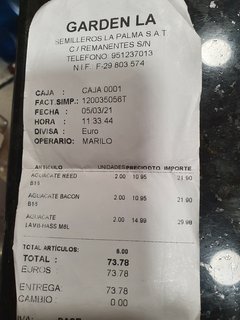 GARDEN LA
SEMILLEROS LA PALMA S A T
C / REMANENTES S/N
TELEFONO: 951237013
N.I.F.: F-29 803 574
CAJA : CAJA 0001
FACT.SIMP.: 120035056T
FECHA : 05/03/21
HORA : 11 33 44
DIVISA : Euro
OPERARIO: MARILO
ARTICULO UNIDADES PRECIO IMPORTE
AGUACATE REED 2.00 10.95 21.90
B15
AGUACATE BACON 2.00 10.95 21.90
B15
AGUACATE 2.00 14.99 29.98
LAMB-HASS M8L
TOTAL ARTÍCULOS: 6.00
TOTAL : 73.78
EUROS 73.78
ENTREGA: 73.78
CAMBIO : 0.00
IVA: BASE